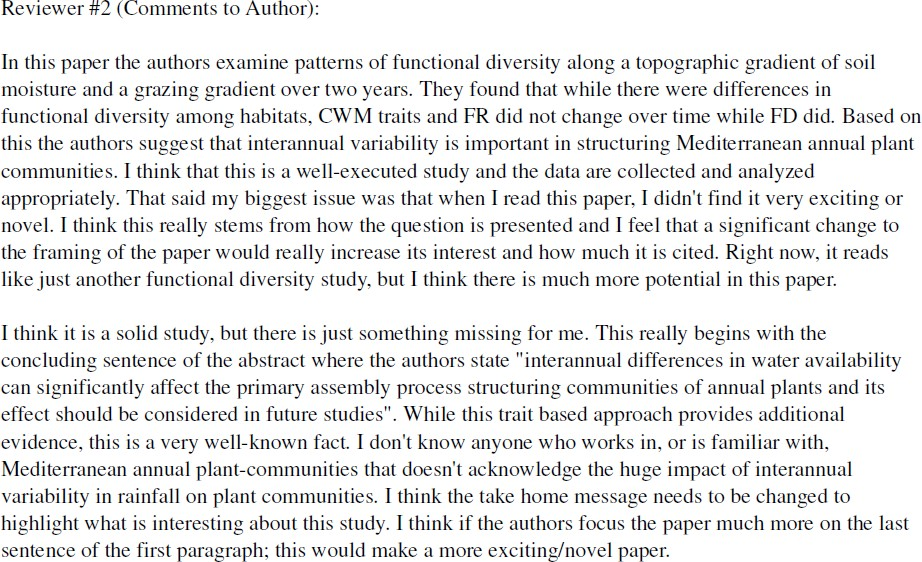 Reviewer #2 (Comments to Author):
In this paper the authors examine patterns of functional diversity along a topographic gradient of soil
moisture and a grazing gradient over two years. They found that while there were differences in
functional diversity among habitats, CWM traits and FR did not change over time while FD did. Based on
this the authors suggest that interannual variability is important in structuring Mediterranean annual plant
communities. I think that this is a well-executed study and the data are collected and analyzed
appropriately. That said my biggest issue was that when I read this paper, I didn't find it very exciting or
novel. I think this really stems from how the question is presented and I feel that a significant change to
the framing of the paper would really increase its interest and how much it is cited. Right now, it reads
like just another functional diversity study, but I think there is much more potential in this paper.
I think it is a solid study, but there is just something missing for me. This really begins with the
concluding sentence of the abstract where the authors state "interannual differences in water availability
can significantly affect the primary assembly process structuring communities of annual plants and its
effect should be considered in future studies". While this trait based approach provides additional
evidence, this is a very well-known fact. I don't know anyone who works in, or is familiar with,
Mediterranean annual plant-communities that doesn't acknowledge the huge impact of interannual
variability in rainfall on plant communities. I think the take home message needs to be changed to
highlight what is interesting about this study. I think if the authors focus the paper much more on the last
sentence of the first paragraph; this would make a more exciting/novel paper.